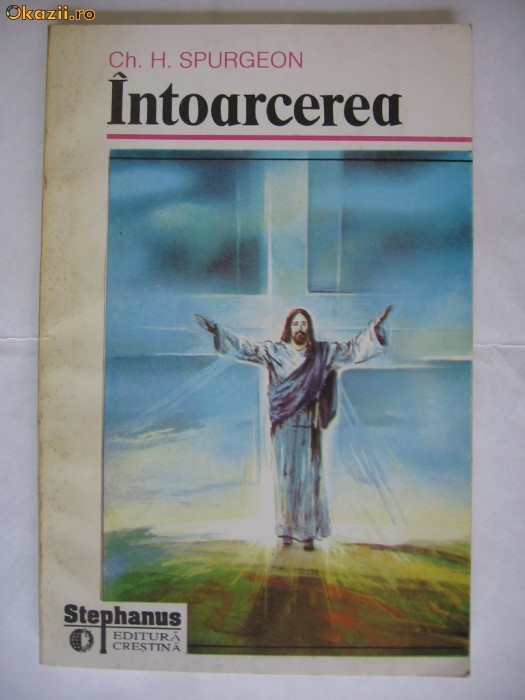 Okazii.ro
Ch. H. SPURGEON
Întoarcerea
Stephanus
EDITURĂ
CREȘTINĂ